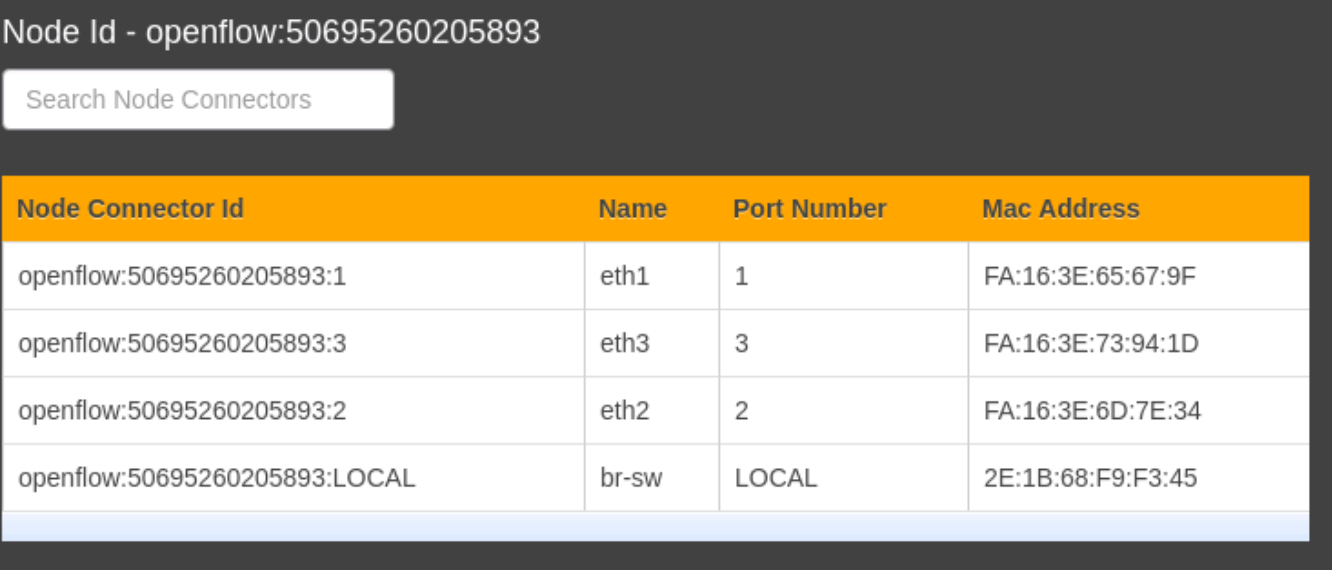 Node Id - openflow:50695260205893
Search Node Connectors
Node Connector Id Name Port Number Mac Address
openflow:50695260205893:1 eth1 1 FA:16:3E:65:67:9F
openflow:50695260205893:3 eth3 3 FA:16:3E:73:94:1D
openflow:50695260205893:2 eth2 2 FA:16:3E:6D:7E:34
openflow:50695260205893:LOCAL br-sw LOCAL 2E:1B:68:F9:F3:45